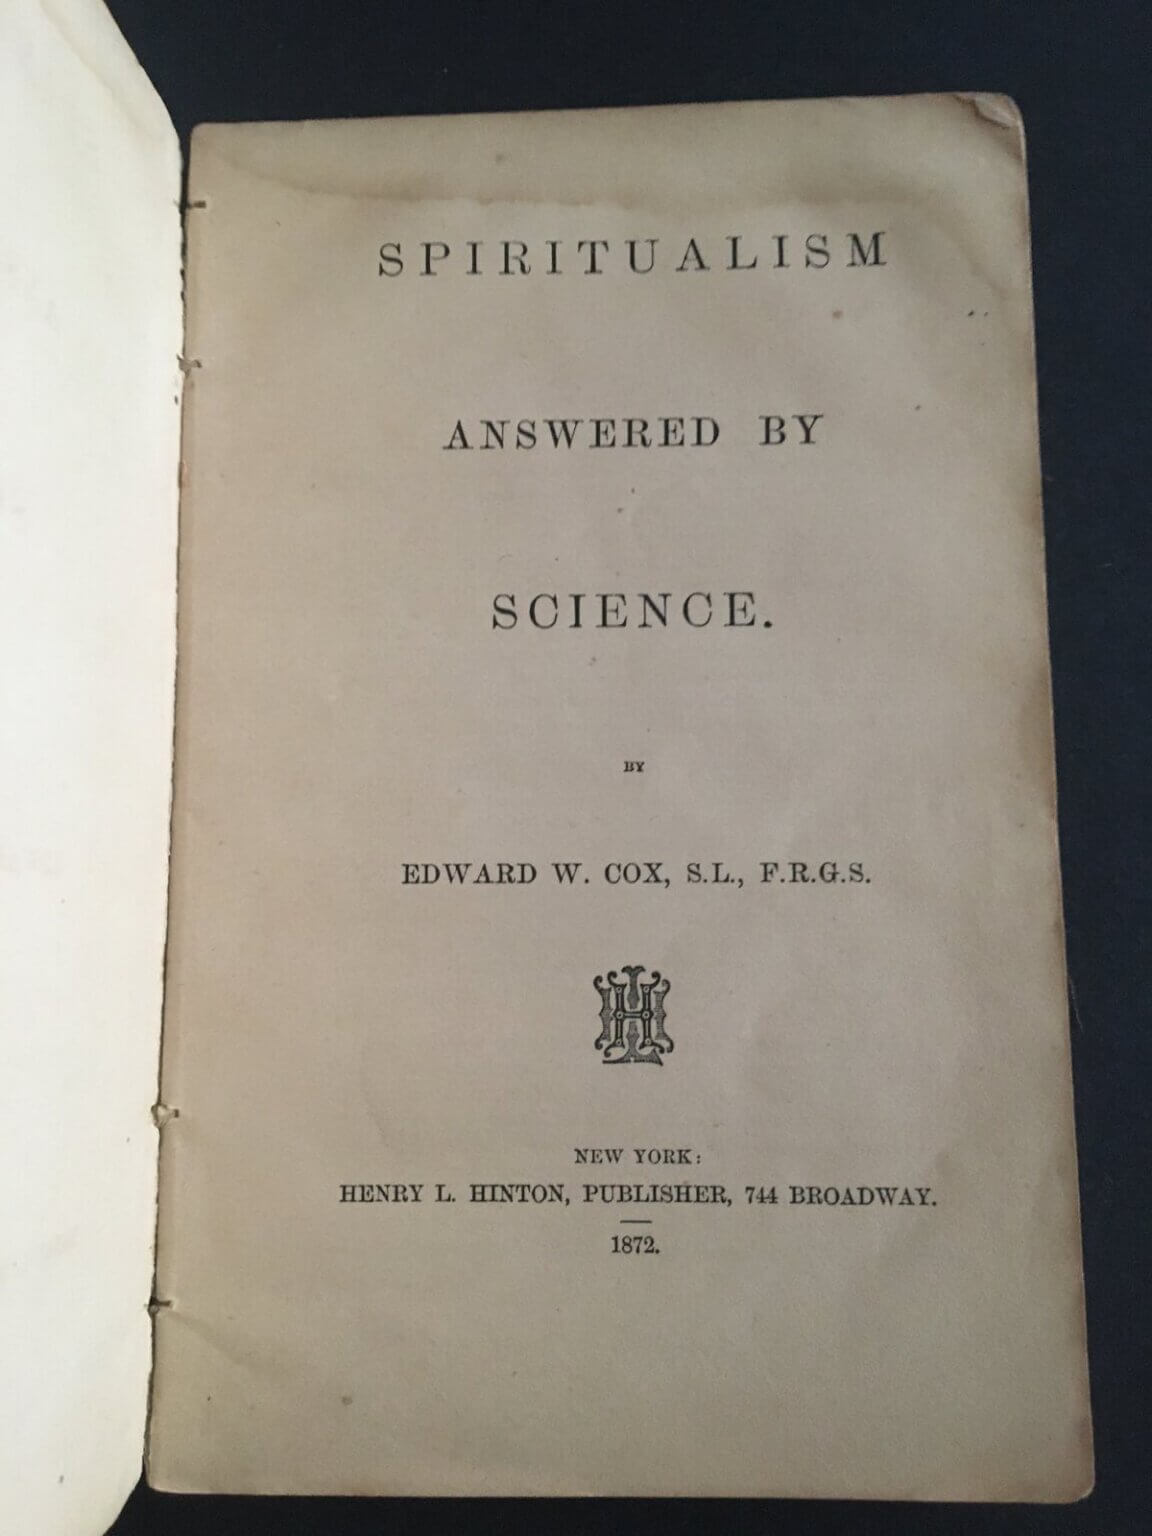 SPIRITUALISM
ANSWERED BY
SCIENCE.
BY
EDWARD W. COX, S.L., F.R.G.S.
NEW YORK:
HENRY L. HINTON, PUBLISHER, 744 BROADWAY.
1872.